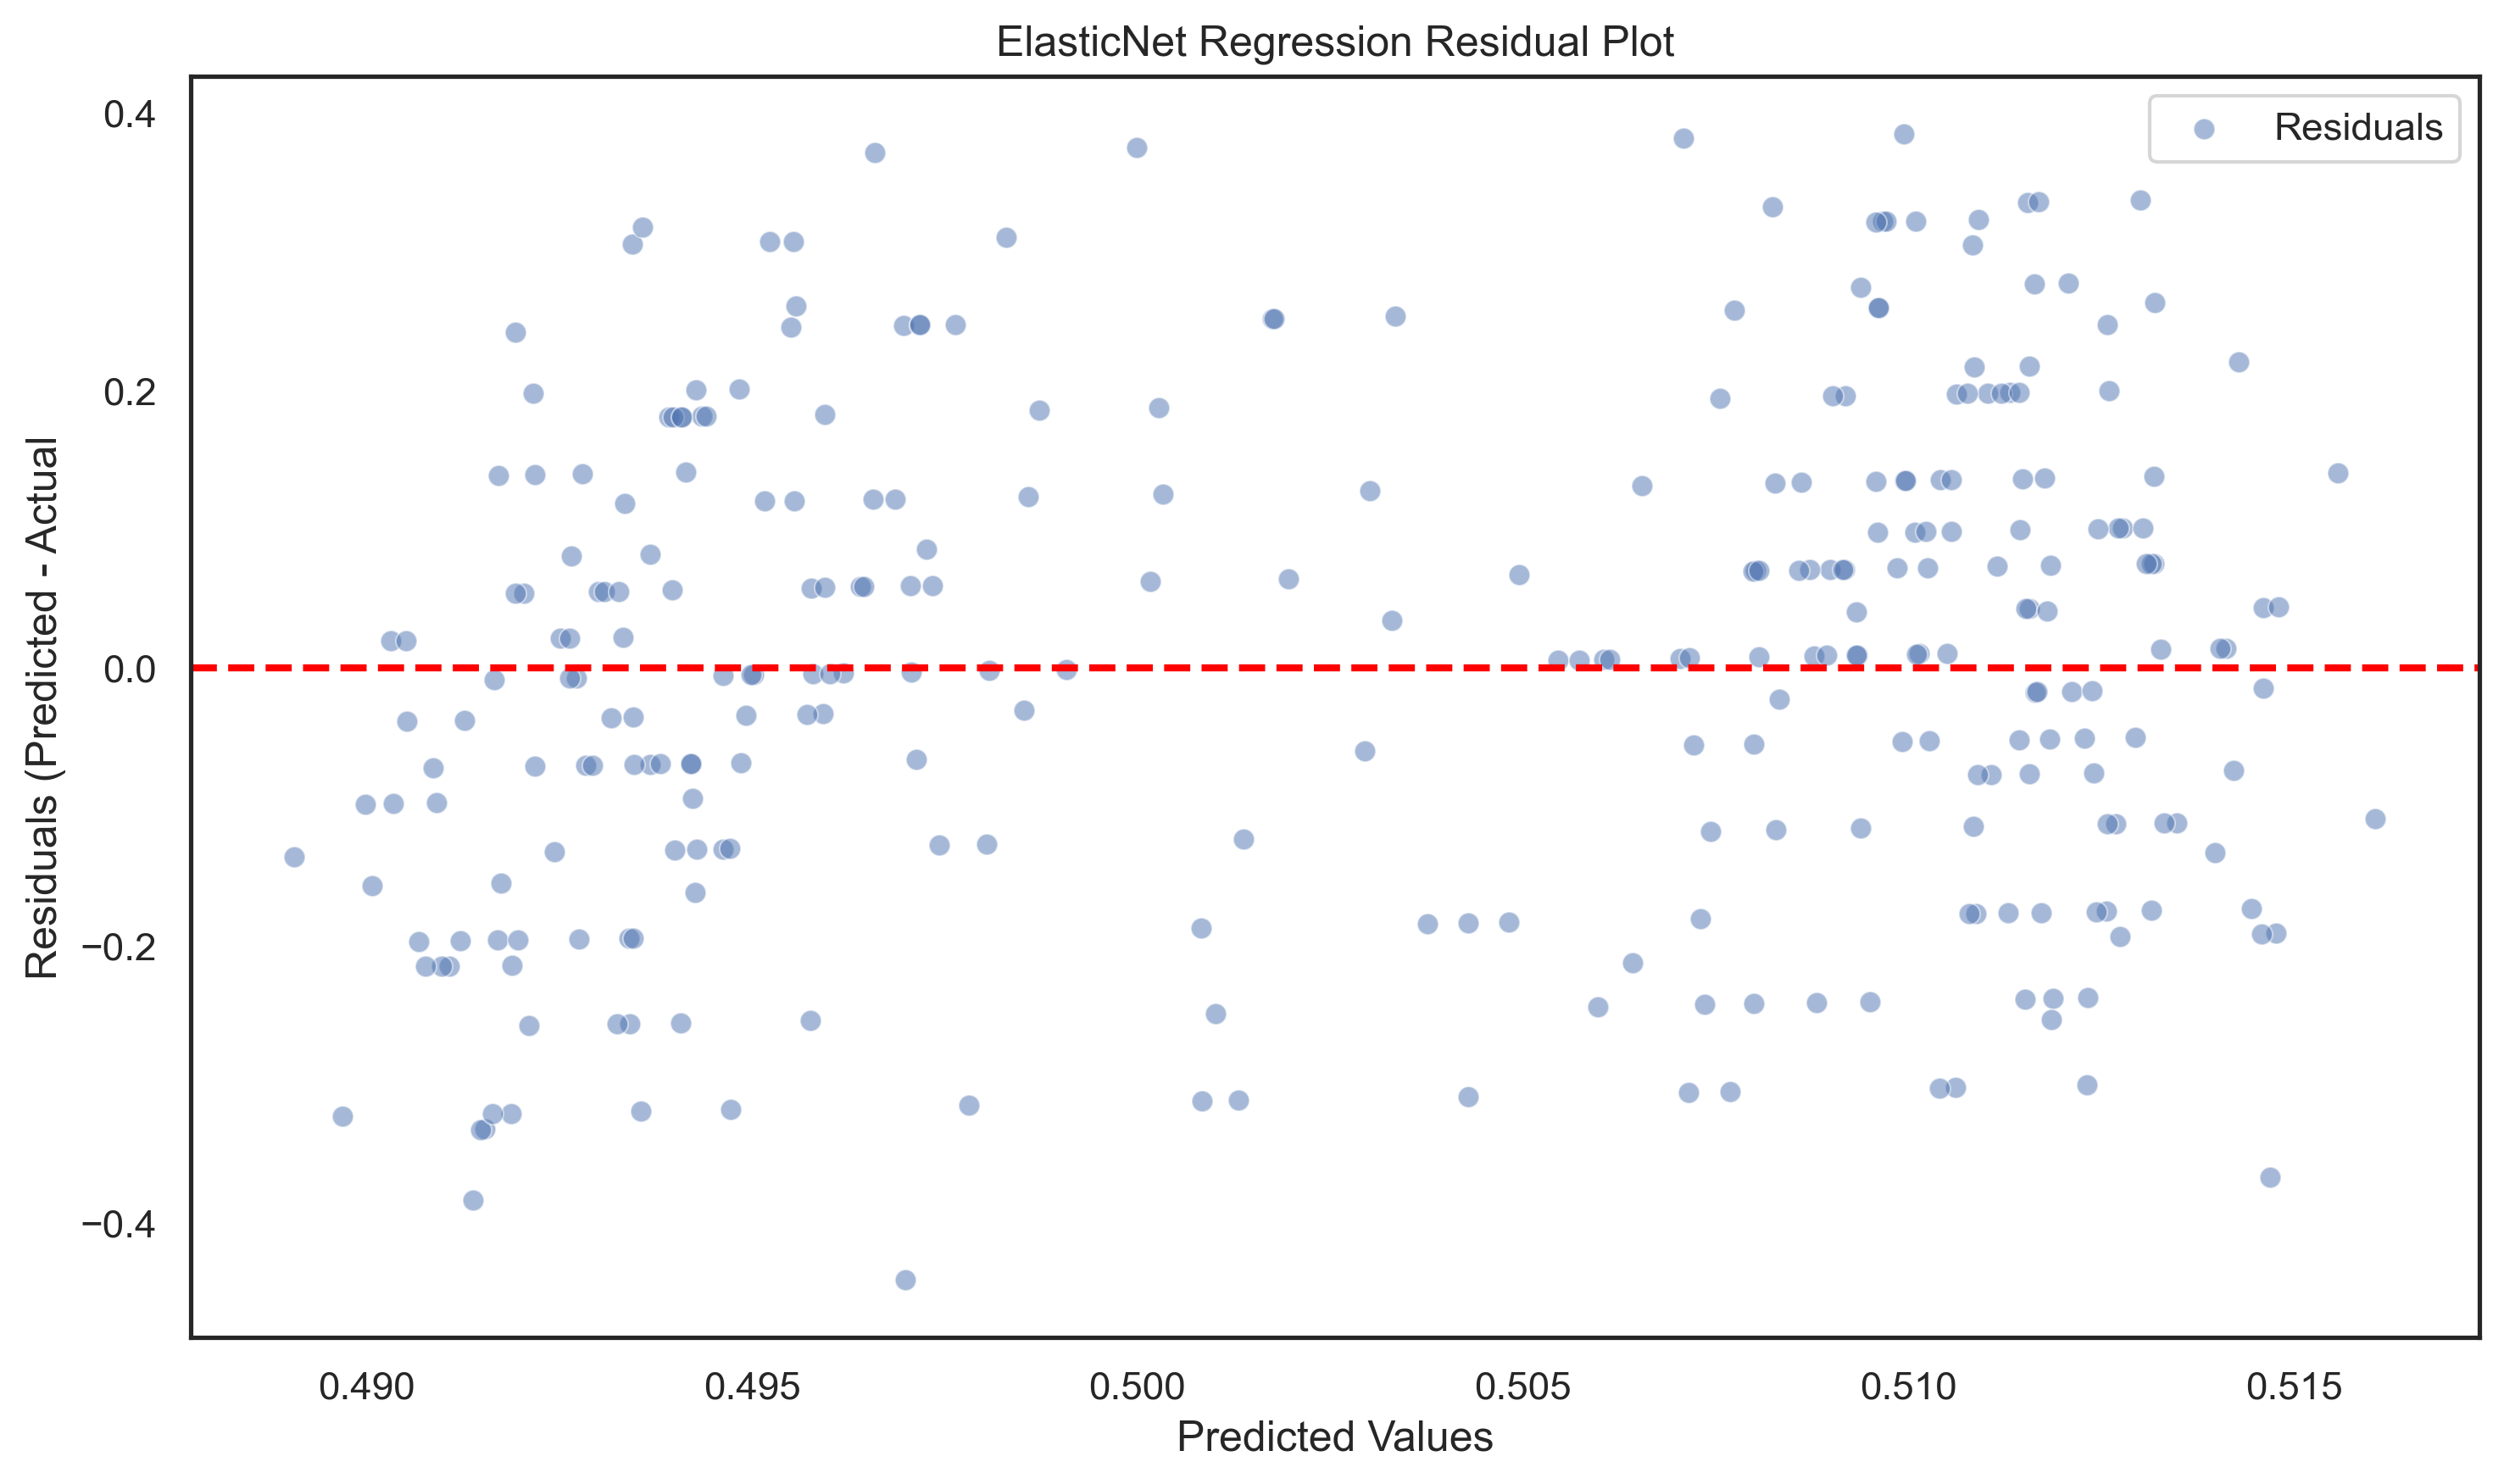 ElasticNet Regression Residual Plot
Residuals
Residuals (Predicted - Actual
0.4
0.2
0.0
−0.2
−0.4
0.490
0.495
0.500
0.505
0.510
0.515
Predicted Values